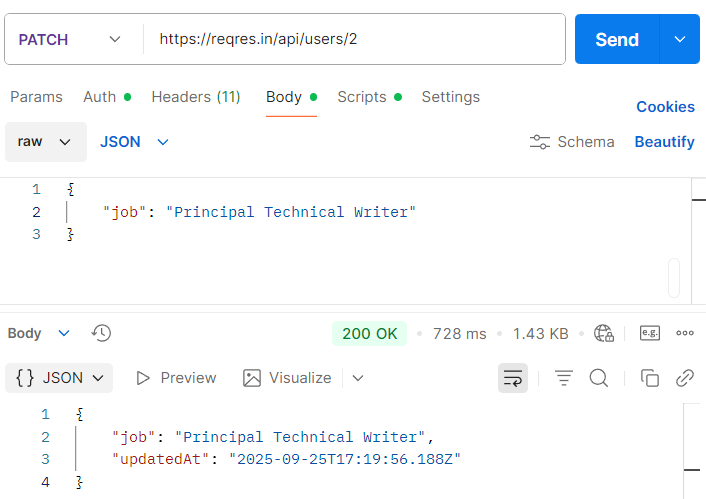 PATCH https://reqres.in/api/users/2 Send
Params Auth Headers (11) Body Scripts Settings Cookies
raw JSON Schema Beautify
1 {
2 "job": "Principal Technical Writer"
3 }
Body 200 OK 728 ms 1.43 KB e.g.
{} JSON Preview Visualize
1 {
2 "job": "Principal Technical Writer",
3 "updatedAt": "2025-09-25T17:19:56.188Z"
4 }